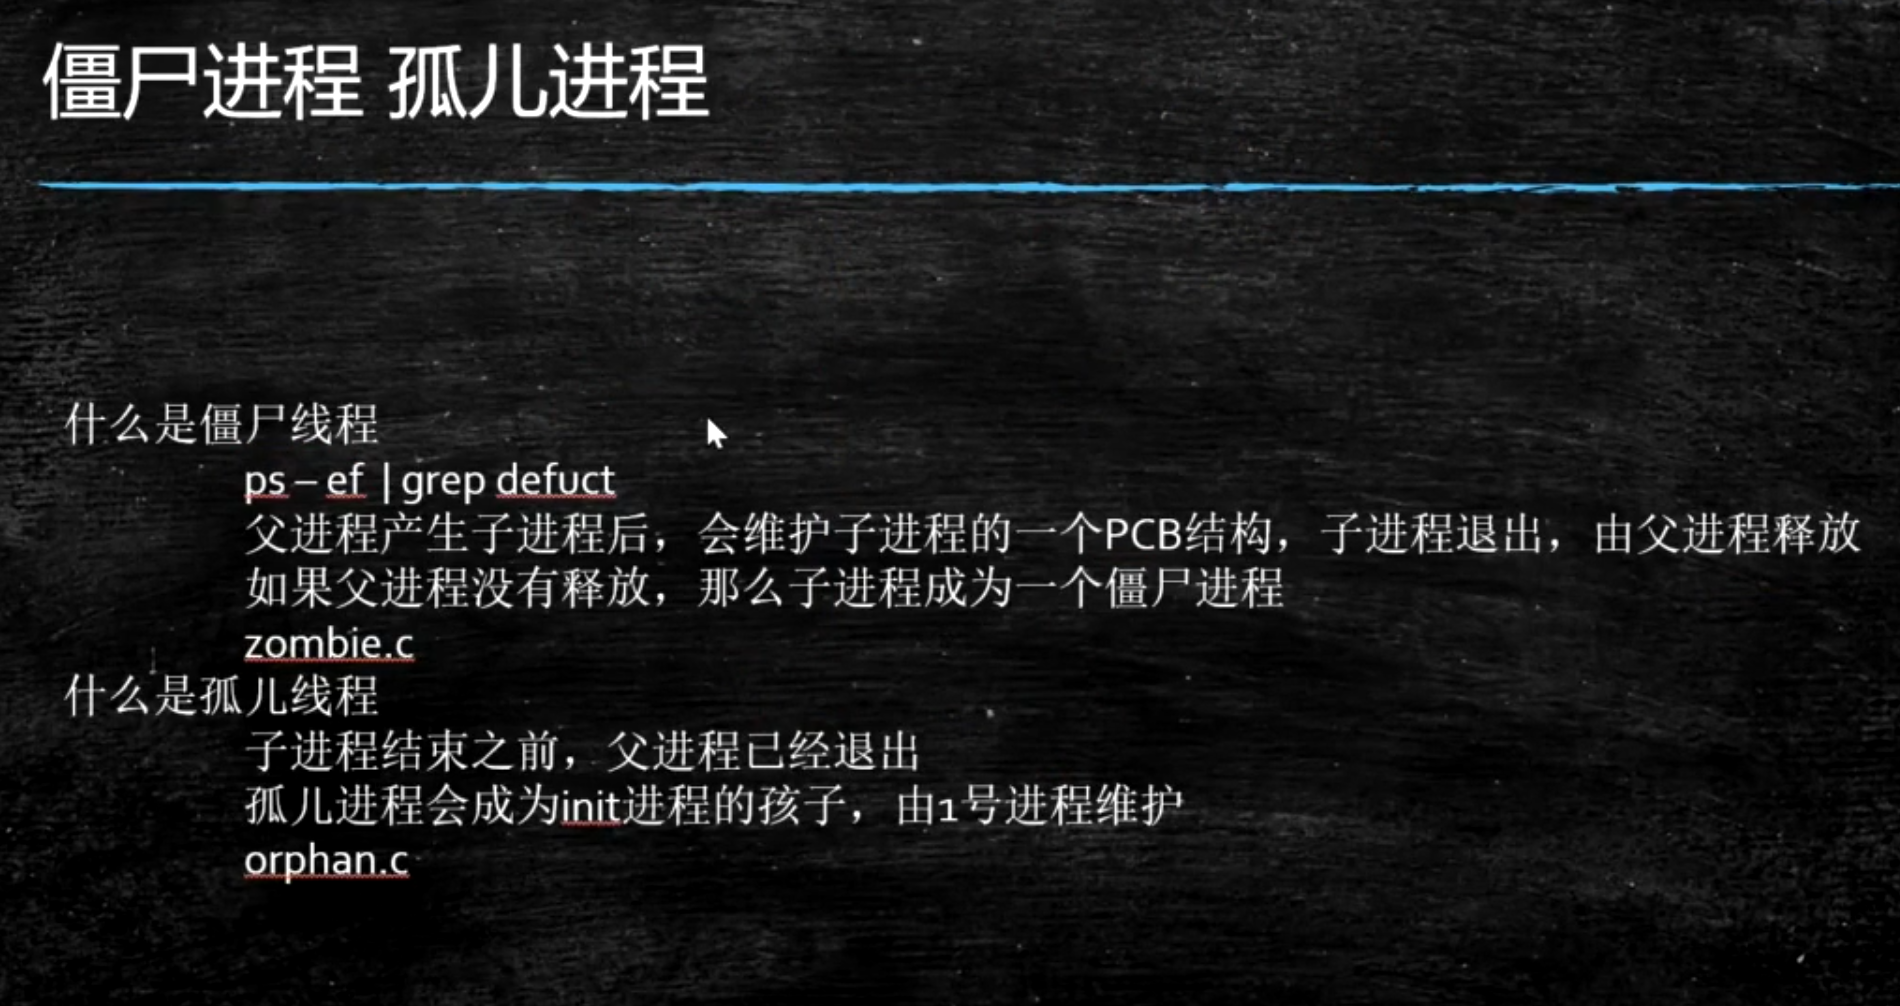 僵尸进程 孤儿进程
什么是僵尸线程
ps – ef | grep defuct
父进程产生子进程后，会维护子进程的一个PCB结构，子进程退出，由父进程释放
如果父进程没有释放，那么子进程成为一个僵尸进程
zombie.c
什么是孤儿线程
子进程结束之前，父进程已经退出
孤儿进程会成为init进程的孩子，由1号进程维护
orphan.c